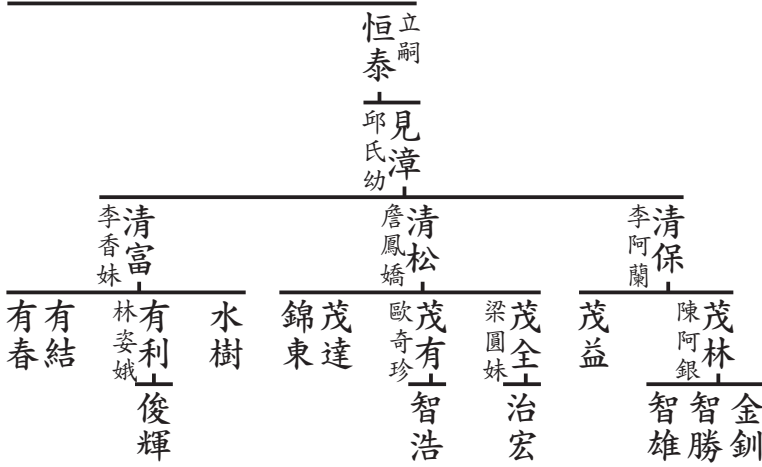 立嗣
恒泰
見漳
邱氏幼
清保
李阿蘭
清松
詹鳳嬌
清富
李香妹
茂林
陳阿銀
茂益
茂全
梁圓妹
茂有
歐奇珍
茂達
錦東
水樹
有利
林姿娥
有結
有春
金釧
智勝
智雄
治宏
智浩
俊輝